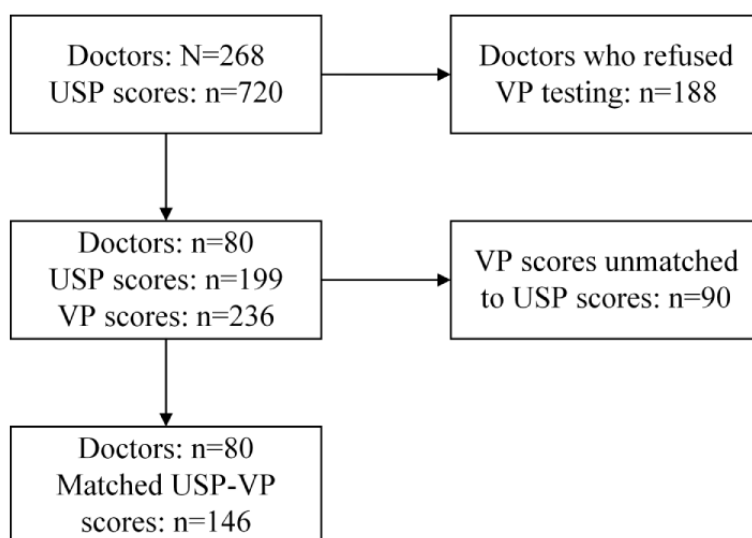 Doctors: N=268
USP scores: n=720
Doctors who refused
VP testing: n=188
Doctors: n=80
USP scores: n=199
VP scores: n=236
VP scores unmatched
to USP scores: n=90
Doctors: n=80
Matched USP-VP
scores: n=146